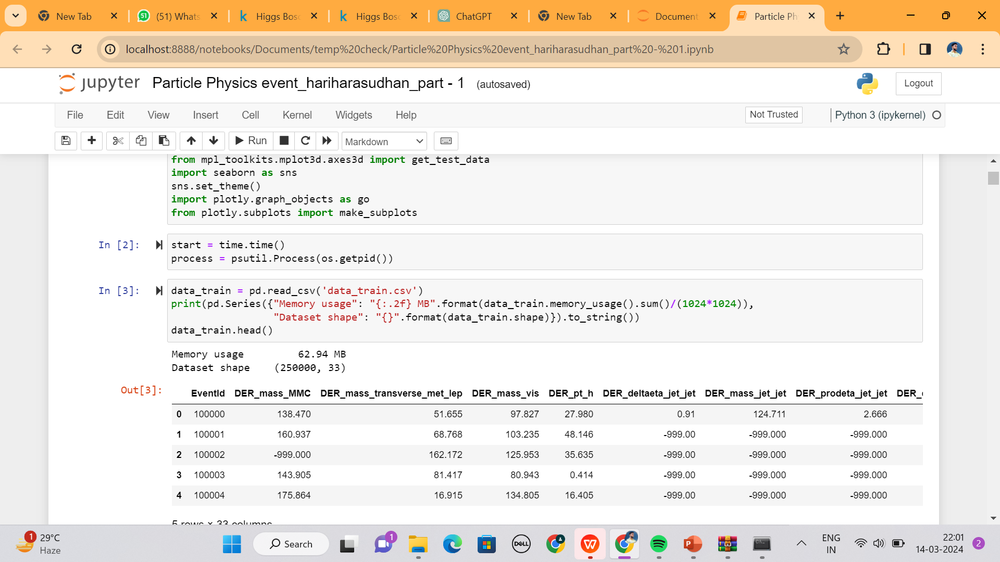 New Tab
51
(51) Whats
Higgs Bos
Higgs Bos
ChatGPT
New Tab
Document
Particle Ph
localhost:8888/notebooks/Documents/temp%20check/Particle%20Physics%20event_hariharasudhan_part%20-%201.ipynb
jupyter Particle Physics event_hariharasudhan_part - 1 (autosaved)
Logout
File Edit View Insert Cell Kernel Widgets Help
Not Trusted
Python 3 (ipykernel)
Run
Markdown
from mpl_toolkits.mplot3d.axes3d import get_test_data
import seaborn as sns
sns.set_theme()
import plotly.graph_objects as go
from plotly.subplots import make_subplots
In [2]:
start = time.time()
process = psutil.Process(os.getpid())
In [3]:
data_train = pd.read_csv('data_train.csv')
print(pd.Series({"Memory usage": "{:.2f} MB".format(data_train.memory_usage().sum()/(1024*1024)),
"Dataset shape": "{}".format(data_train.shape)}).to_string())
data_train.head()
Memory usage 62.94 MB
Dataset shape (250000, 33)
Out[3]:
EventId DER_mass_MMC DER_mass_transverse_met_lep DER_mass_vis DER_pt_h DER_deltaeta_jet_jet DER_mass_jet_jet DER_prodeta_jet_jet DER_
0 100000 138.470 51.655 97.827 27.980 0.91 124.711 2.666
1 100001 160.937 68.768 103.235 48.146 -999.00 -999.000 -999.000
2 100002 -999.000 162.172 125.953 35.635 -999.00 -999.000 -999.000
3 100003 143.905 81.417 80.943 0.414 -999.00 -999.000 -999.000
4 100004 175.864 16.915 134.805 16.405 -999.00 -999.000 -999.000
5 rows × 33 columns
1
29°C
Haze
Search
1
DELL
ENG
IN
22:01
14-03-2024
2